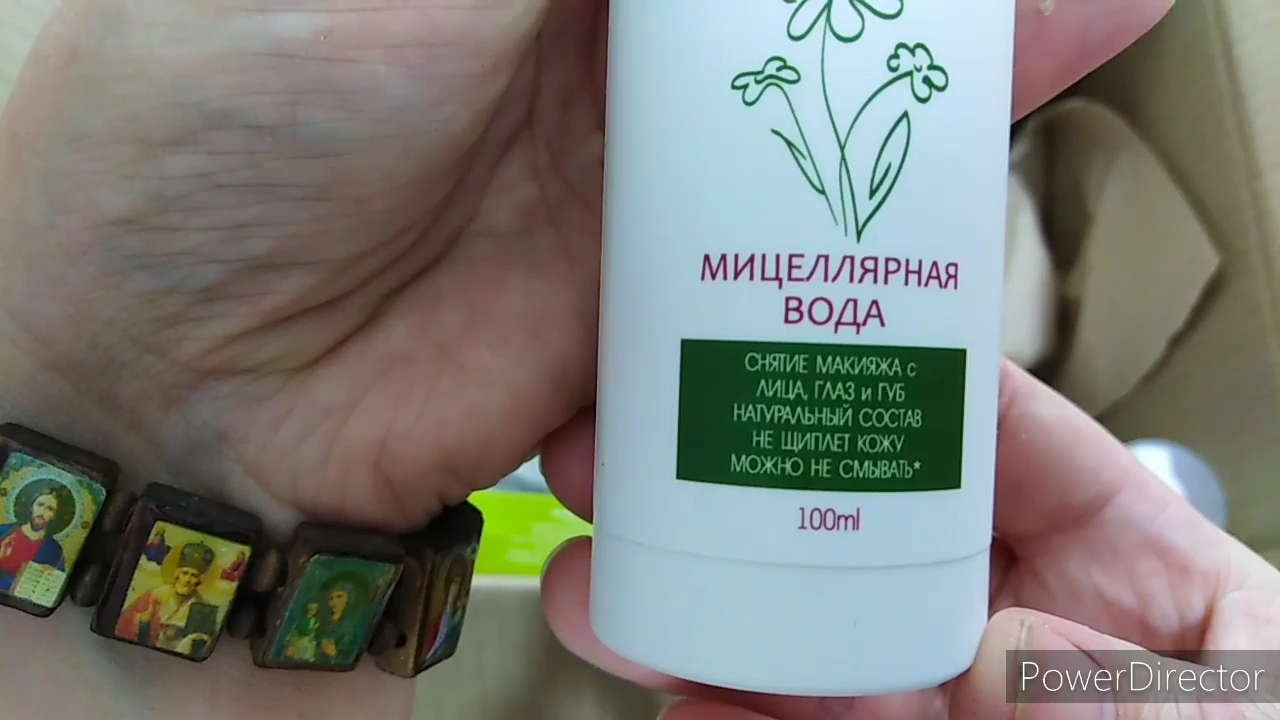 МИЦЕЛЛЯРНАЯ
ВОДА
СНЯТИЕ МАКИЯЖА с
ЛИЦА, ГЛАЗ и ГУБ
НАТУРАЛЬНЫЙ СОСТАВ
НЕ ЩИПЛЕТ КОЖУ
МОЖНО НЕ СМЫВАТЬ*
100ml
PowerDirector